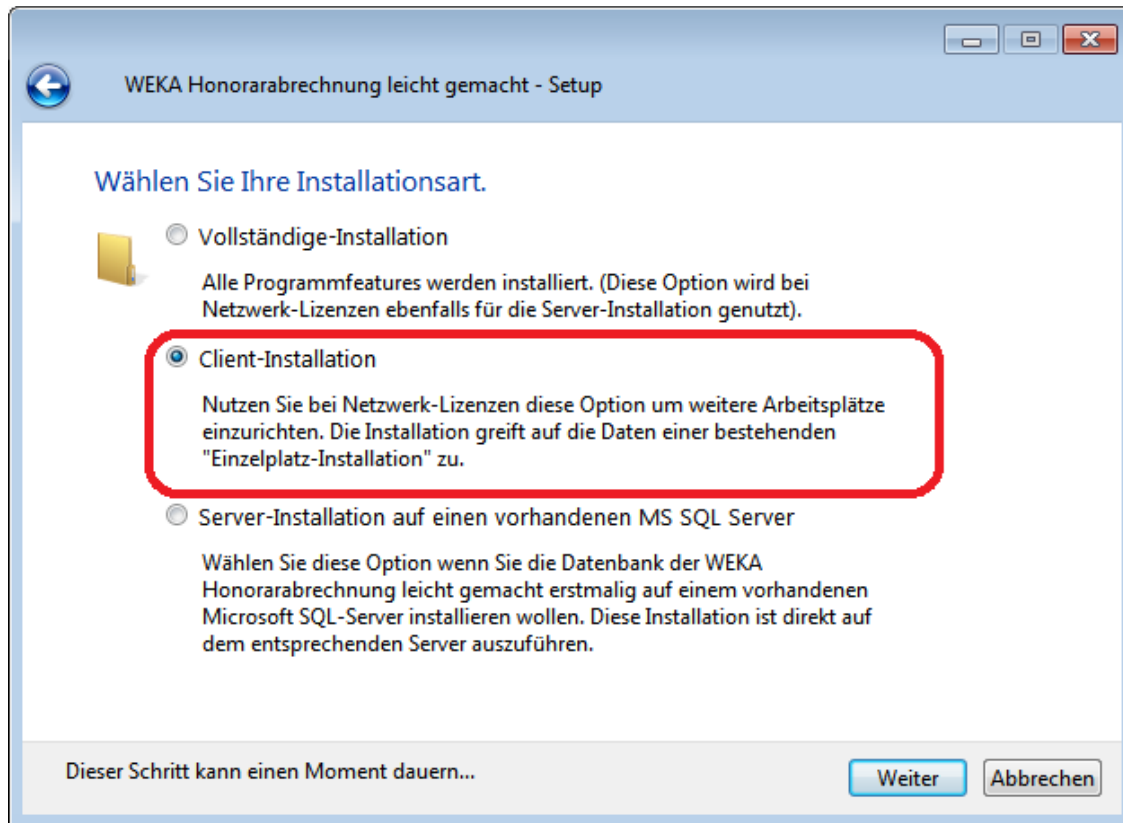 WEKA Honorarabrechnung leicht gemacht - Setup
Wählen Sie Ihre Installationsart.
Vollständige-Installation
Alle Programmfeatures werden installiert. (Diese Option wird bei
Netzwerk-Lizenzen ebenfalls für die Server-Installation genutzt).
Client-Installation
Nutzen Sie bei Netzwerk-Lizenzen diese Option um weitere Arbeitsplätze
einzurichten. Die Installation greift auf die Daten einer bestehenden
"Einzelplatz-Installation" zu.
Server-Installation auf einen vorhandenen MS SQL Server
Wählen Sie diese Option wenn Sie die Datenbank der WEKA
Honorarabrechnung leicht gemacht erstmalig auf einem vorhandenen
Microsoft SQL-Server installieren wollen. Diese Installation ist direkt auf
dem entsprechenden Server auszuführen.
Dieser Schritt kann einen Moment dauern...
Weiter
Abbrechen